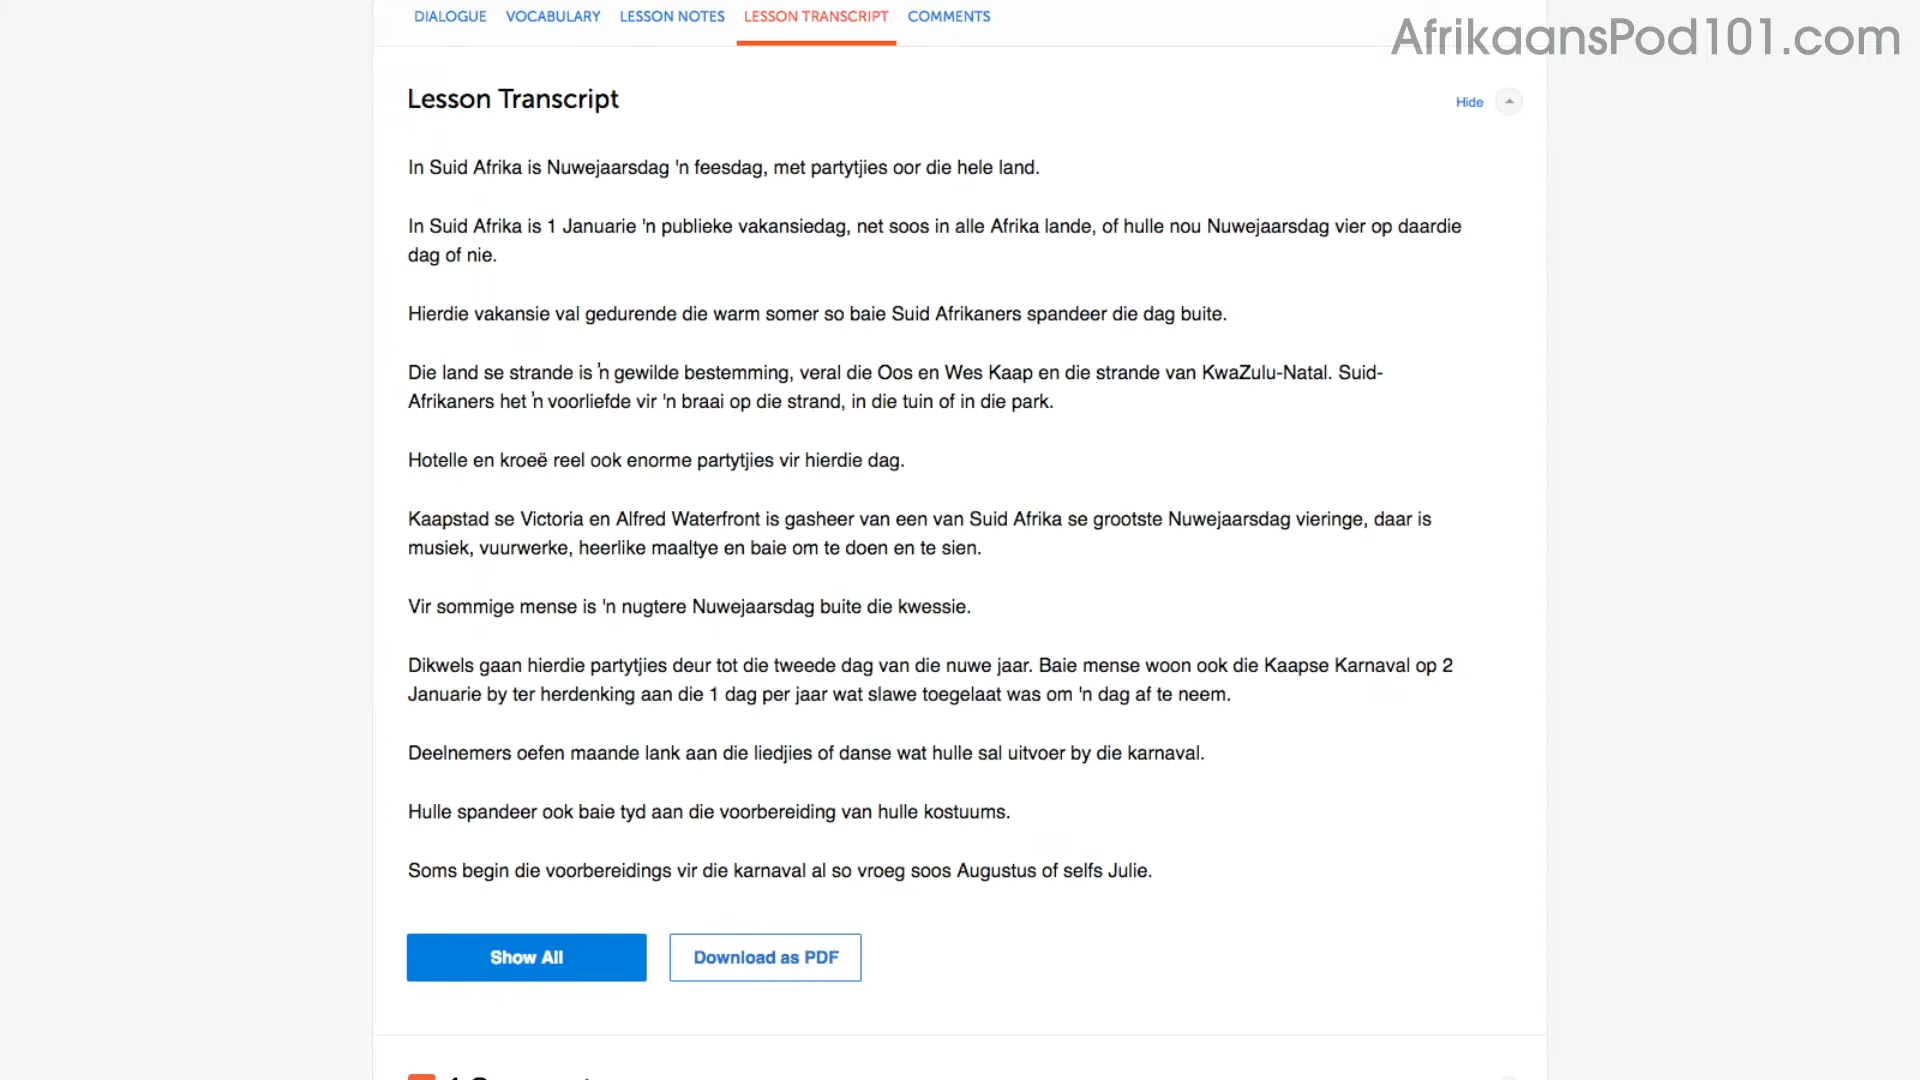 DIALOGUE VOCABULARY LESSON NOTES LESSON TRANSCRIPT COMMENTS
AfrikaansPod101.com
Lesson Transcript
Hide
In Suid Afrika is Nuwejaarsdag 'n feesdag, met partytjies oor die hele land.
In Suid Afrika is 1 Januarie 'n publieke vakansiedag, net soos in alle Afrika lande, of hulle nou Nuwejaarsdag vier op daardie
dag of nie.
Hierdie vakansie val gedurende die warm somer so baie Suid Afrikaners spandeer die dag buite.
Die land se strande is ŉ gewilde bestemming, veral die Oos en Wes Kaap en die strande van KwaZulu-Natal. Suid-
Afrikaners het ŉ voorliefde vir 'n braai op die strand, in die tuin of in die park.
Hotelle en kroeë reel ook enorme partytjies vir hierdie dag.
Kaapstad se Victoria en Alfred Waterfront is gasheer van een van Suid Afrika se grootste Nuwejaarsdag vieringe, daar is
musiek, vuurwerke, heerlike maaltye en baie om te doen en te sien.
Vir sommige mense is 'n nugtere Nuwejaarsdag buite die kwessie.
Dikwels gaan hierdie partytjies deur tot die tweede dag van die nuwe jaar. Baie mense woon ook die Kaapse Karnaval op 2
Januarie by ter herdenking aan die 1 dag per jaar wat slawe toegelaat was om 'n dag af te neem.
Deelnemers oefen maande lank aan die liedjies of danse wat hulle sal uitvoer by die karnaval.
Hulle spandeer ook baie tyd aan die voorbereiding van hulle kostuums.
Soms begin die voorbereidings vir die karnaval al so vroeg soos Augustus of selfs Julie.
Show All Download as PDF